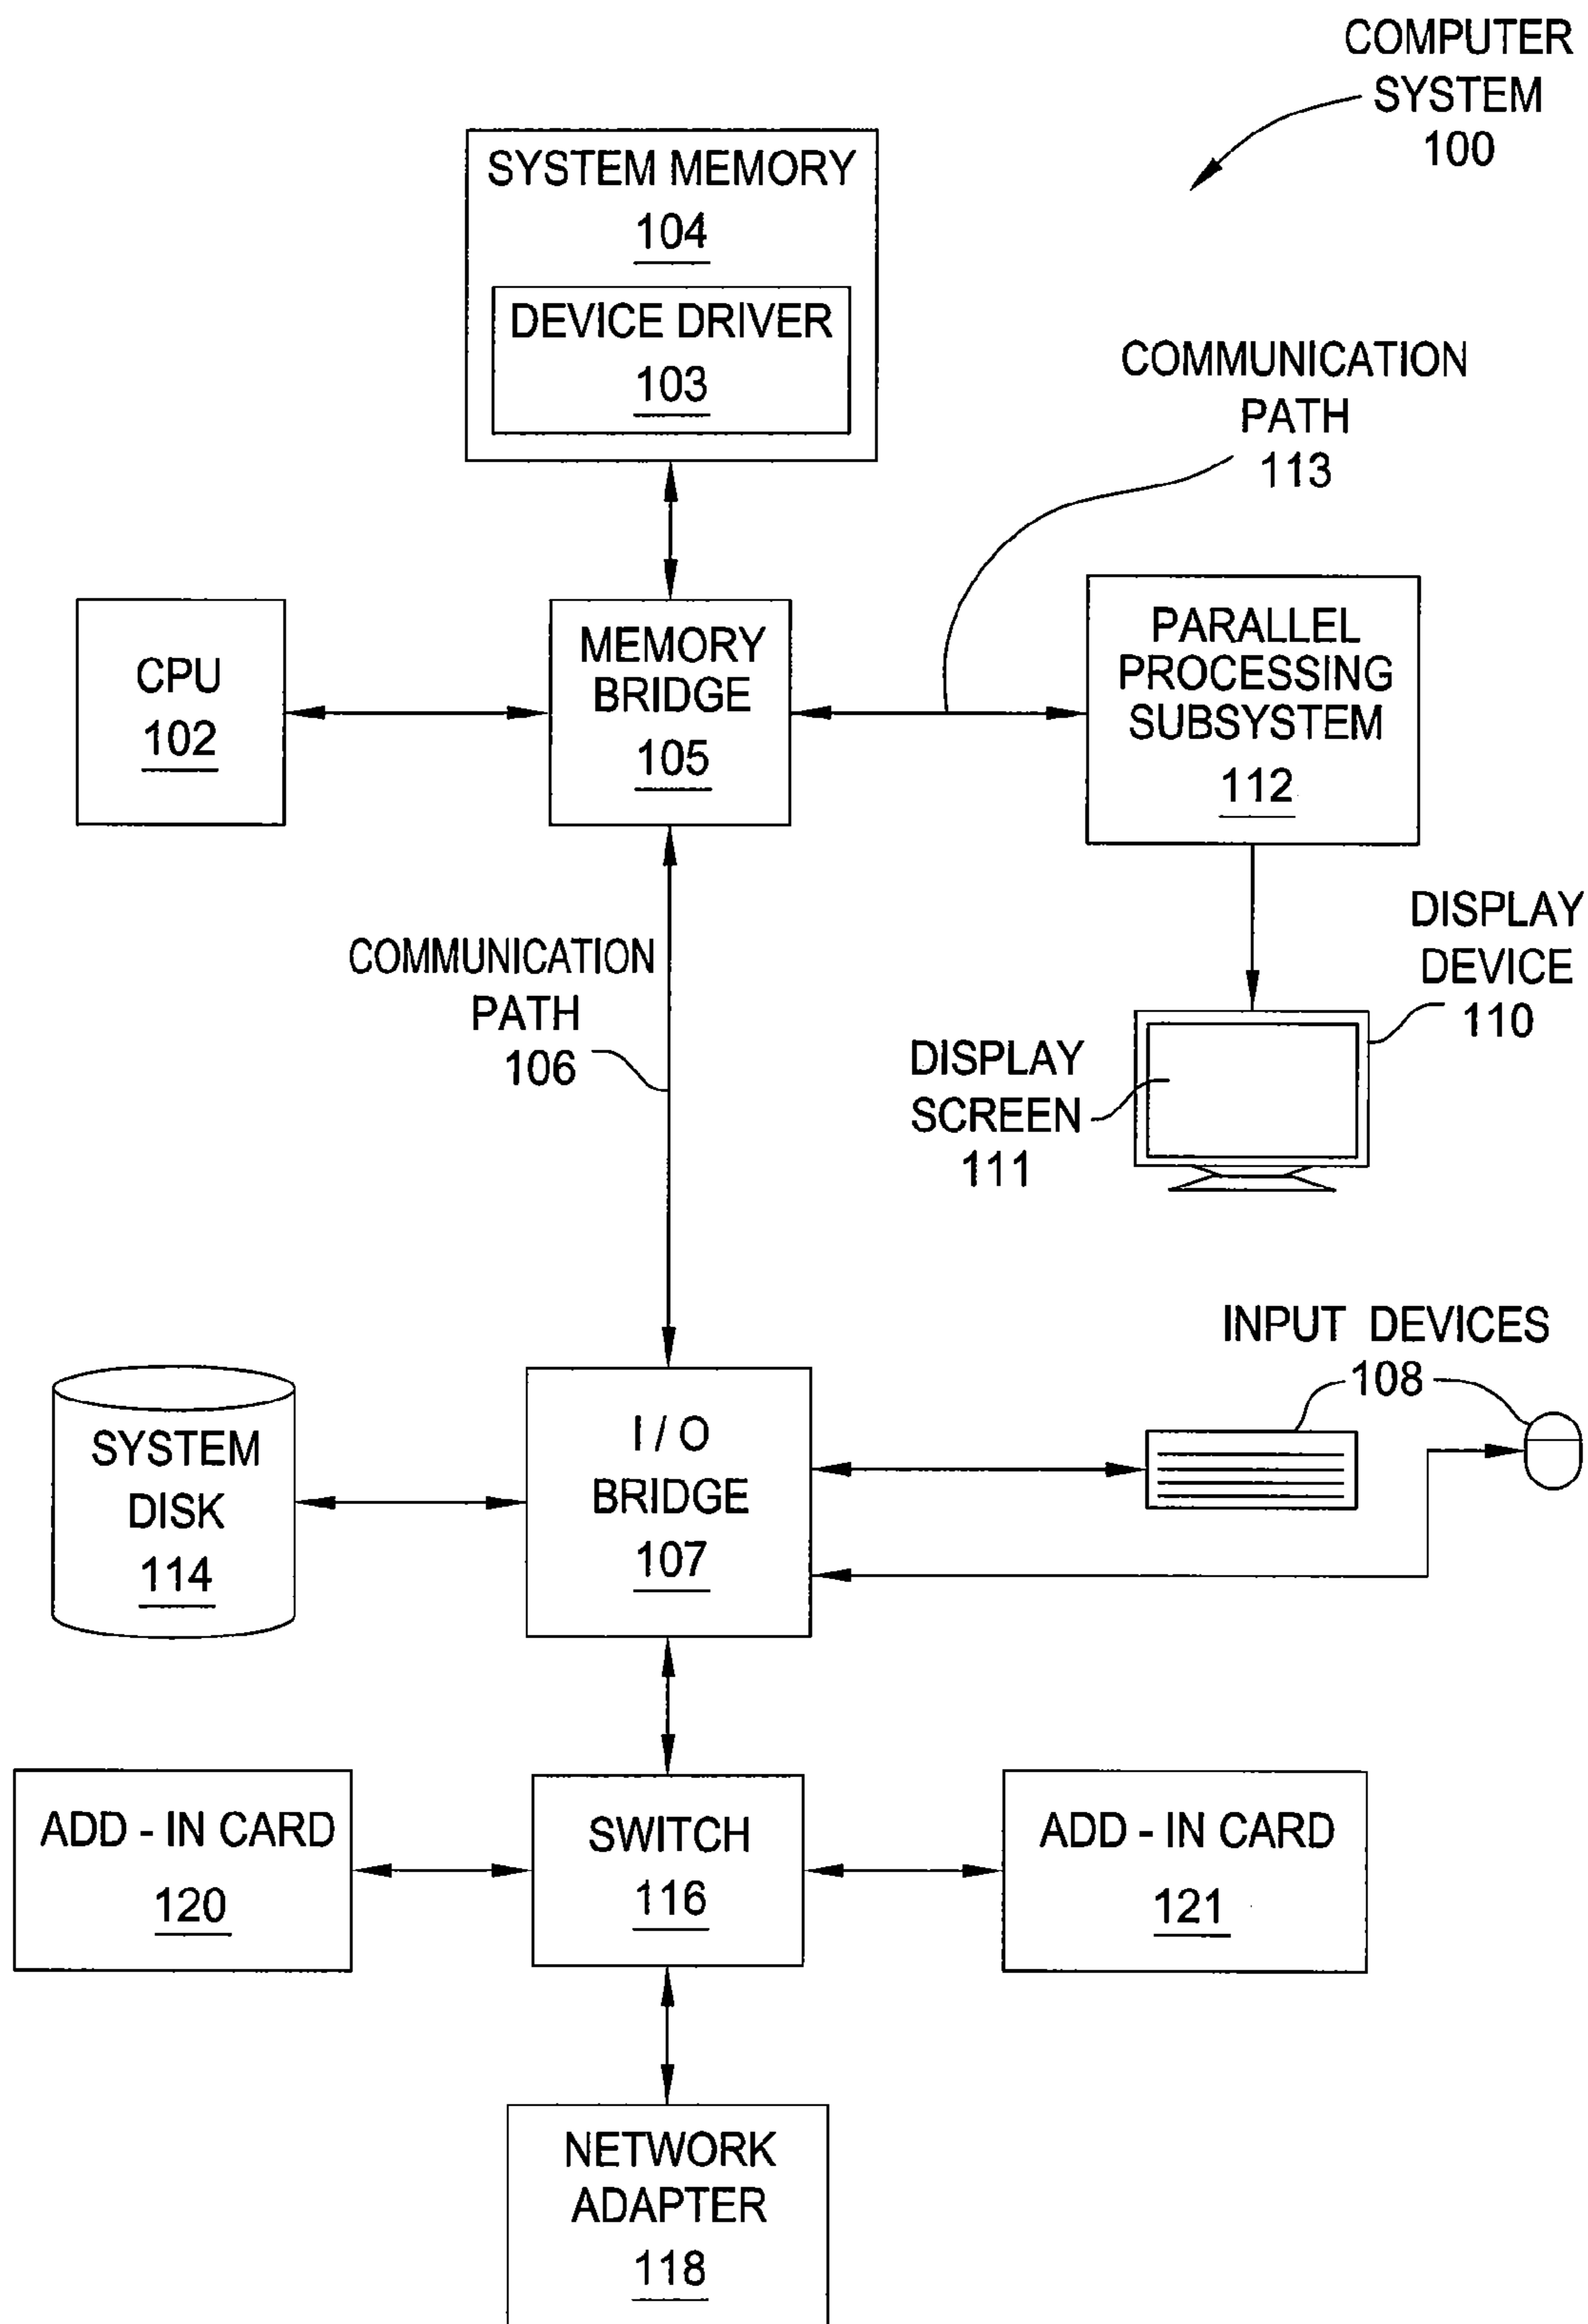 COMPUTER
SYSTEM
100
SYSTEM MEMORY
104
DEVICE DRIVER
103
COMMUNICATION
PATH
113
CPU
102
MEMORY
BRIDGE
105
PARALLEL
PROCESSING
SUBSYSTEM
112
COMMUNICATION
PATH
106
DISPLAY
DEVICE
110
DISPLAY
SCREEN
111
INPUT DEVICES
108
SYSTEM
DISK
114
I / O
BRIDGE
107
ADD - IN CARD
120
SWITCH
116
ADD - IN CARD
121
NETWORK
ADAPTER
118